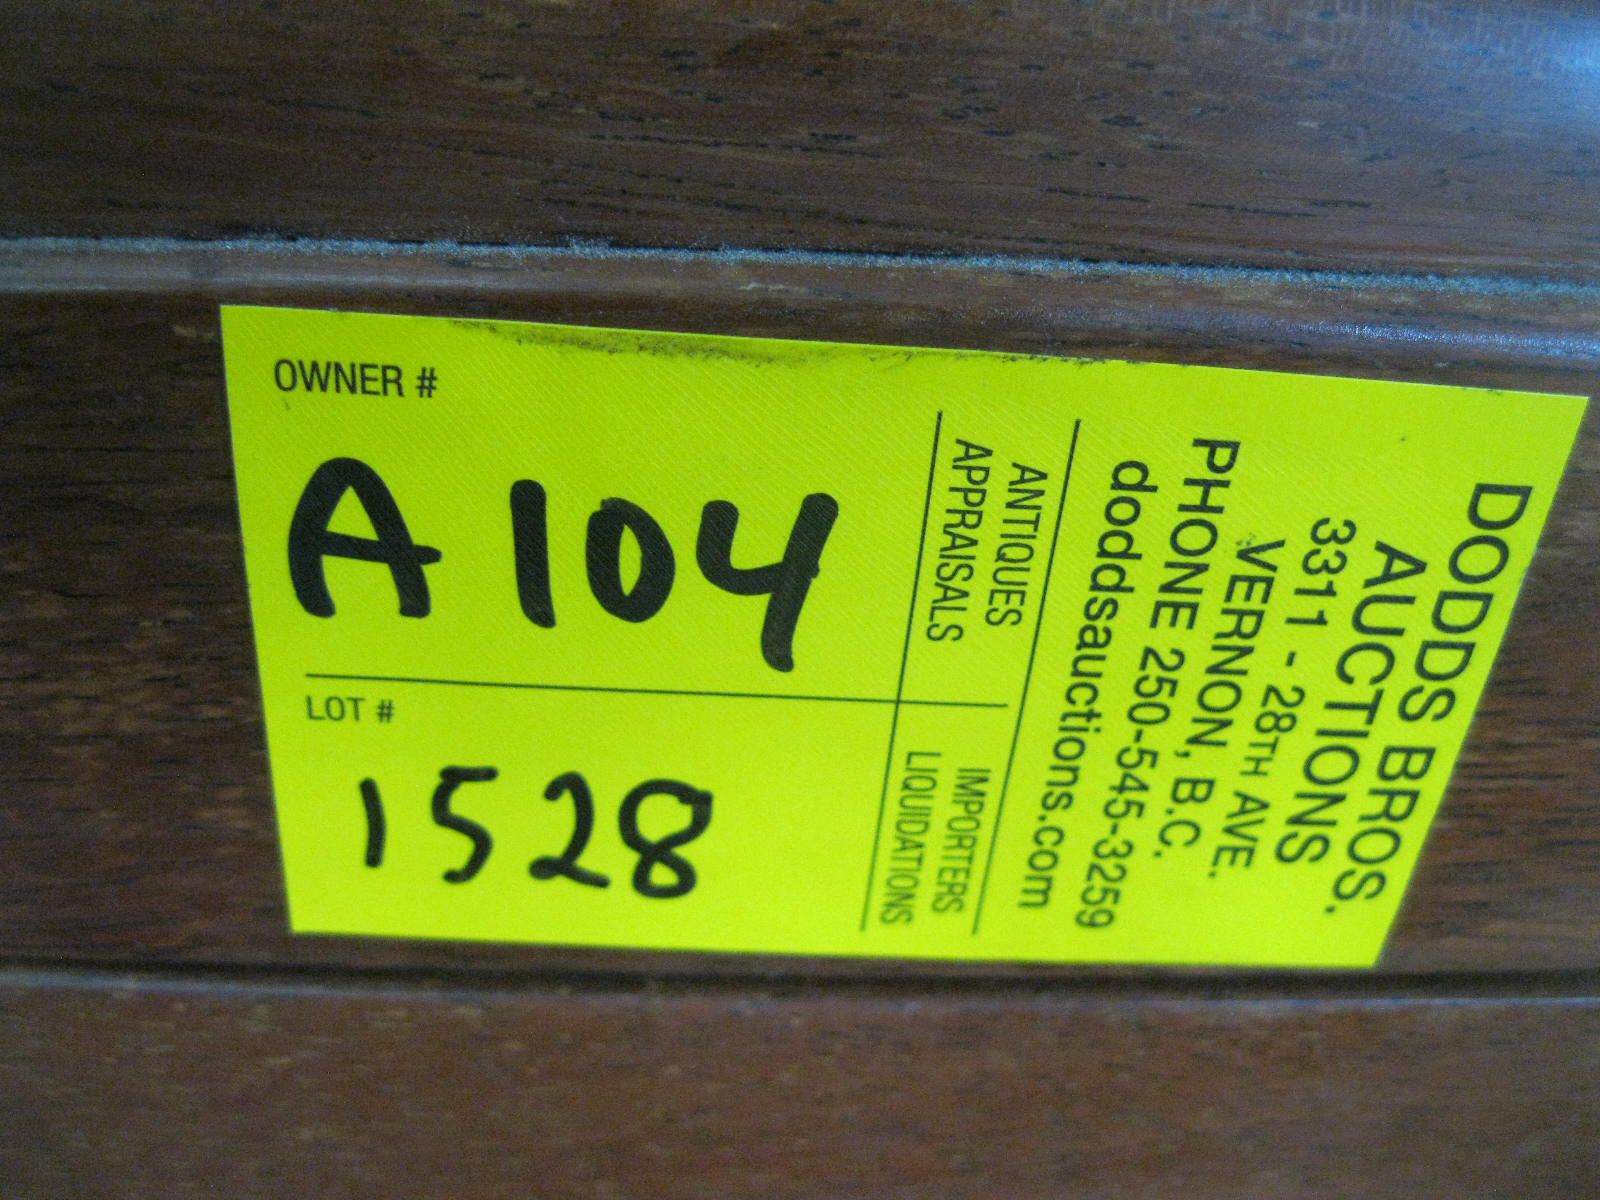 OWNER #
A 104
LOT #
1528
DODDS BROS.
AUCTIONS
3311 - 28TH AVE.
VERNON, B.C.
PHONE 250-545-3259
doddsauctions.com
ANTIQUES
APPRAISALS
IMPORTERS
LIQUIDATIONS